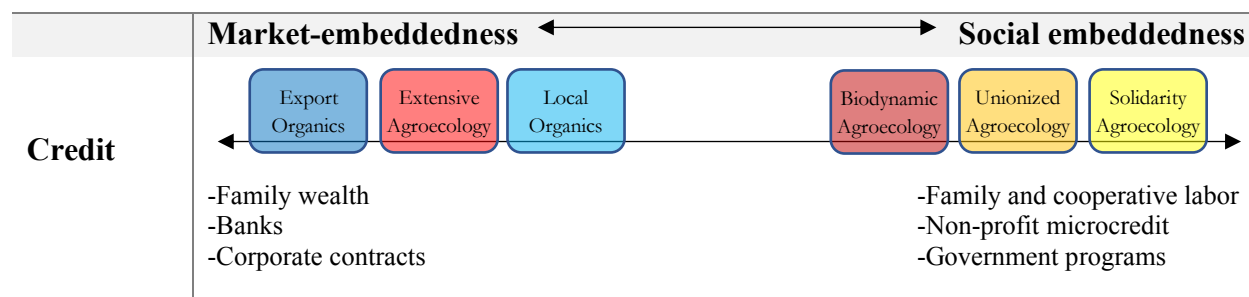 Market-embeddedness Social embeddedness
Export Organics
Extensive Agroecology
Local Organics
Biodynamic Agroecology
Unionized Agroecology
Solidarity Agroecology
Credit
-Family wealth
-Banks
-Corporate contracts
-Family and cooperative labor
-Non-profit microcredit
-Government programs